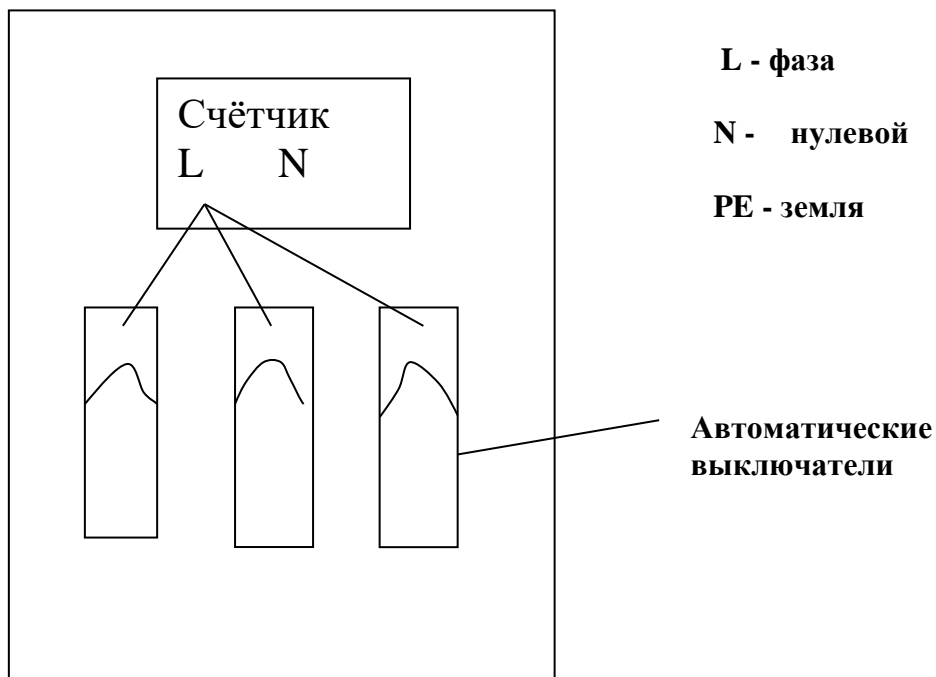 L - фаза
Счётчик
L N
N - нулевой
PE - земля
Автоматические
выключатели